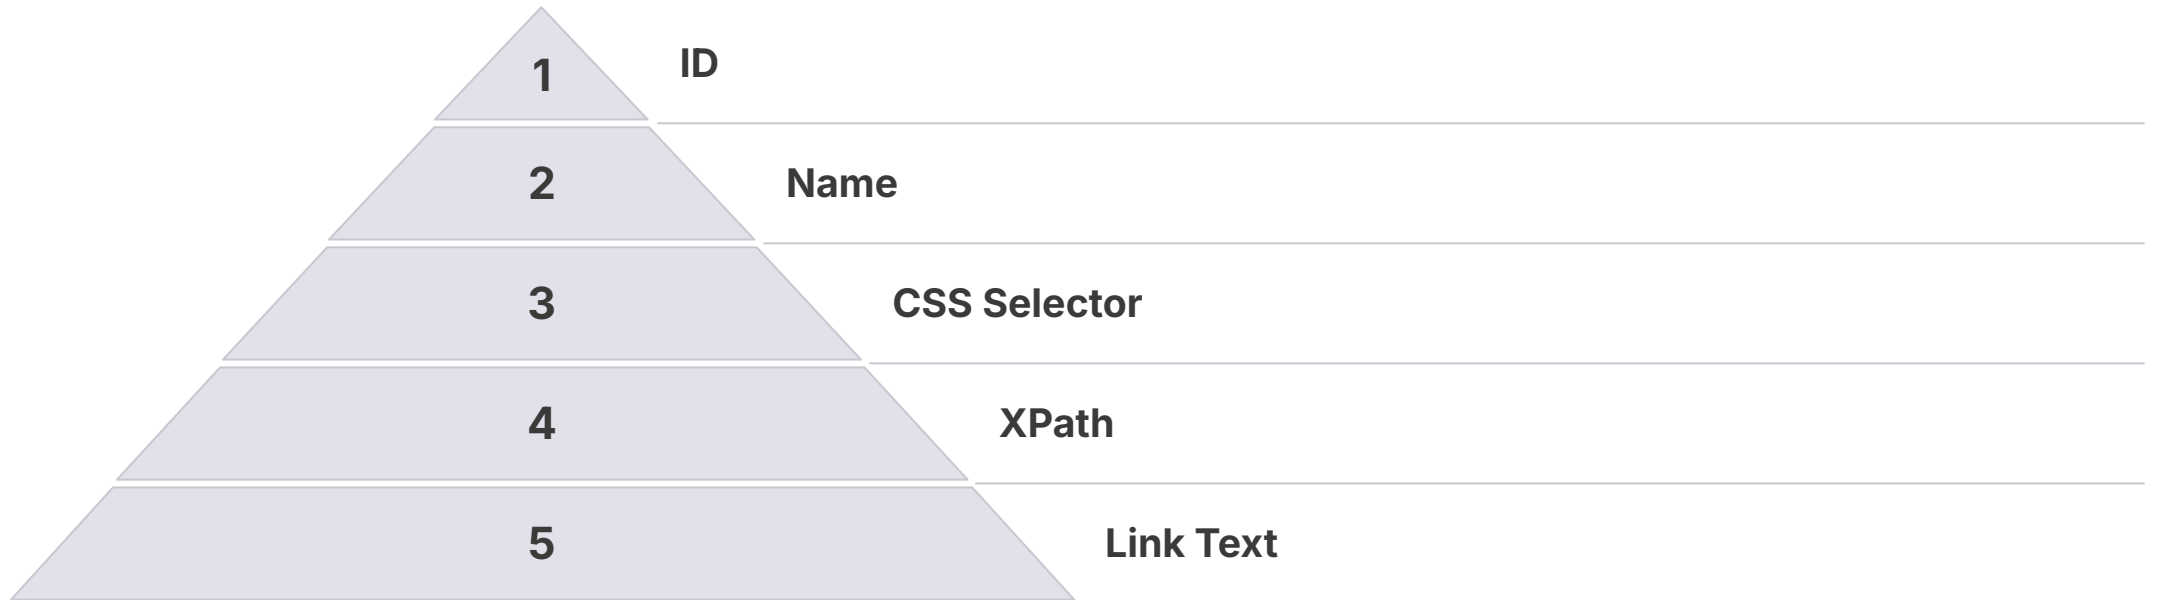 1 ID
2 Name
3 CSS Selector
4 XPath
5 Link Text